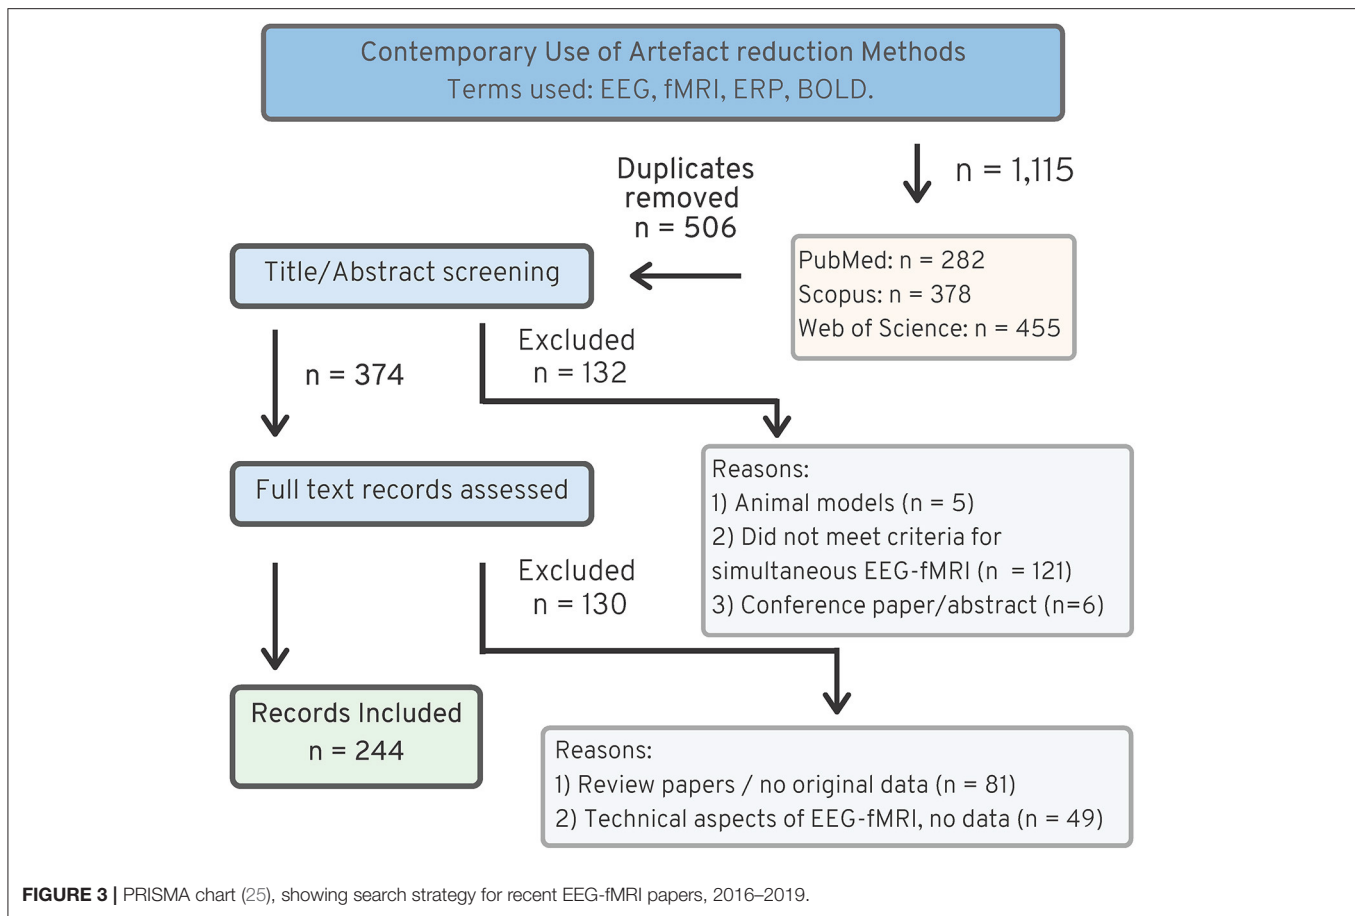 Contemporary Use of Artefact reduction Methods
Terms used: EEG, fMRI, ERP, BOLD.
n = 1,115
Duplicates
removed
n = 506
PubMed: n = 282
Scopus: n = 378
Web of Science: n = 455
Title/Abstract screening
Excluded
n = 132
n = 374
Reasons:
1) Animal models (n = 5)
2) Did not meet criteria for
simultaneous EEG-fMRI (n  = 121)
3) Conference paper/abstract (n=6)
Full text records assessed
Excluded
n = 130
Records Included
n = 244
Reasons:
1) Review papers / no original data (n = 81)
2) Technical aspects of EEG-fMRI, no data (n = 49)
FIGURE 3 | PRISMA chart (25), showing search strategy for recent EEG-fMRI papers, 2016–2019.